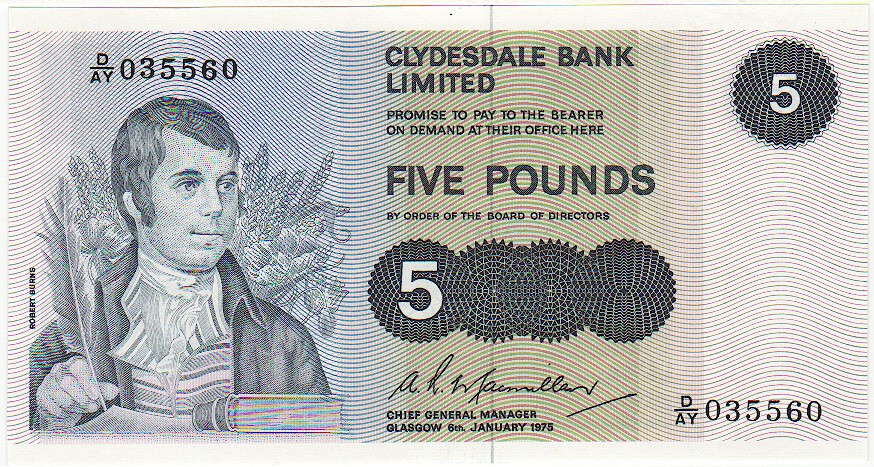 D/AY 035560
CLYDESDALE BANK
LIMITED
PROMISE TO PAY TO THE BEARER
ON DEMAND AT THEIR OFFICE HERE
5
FIVE POUNDS
BY ORDER OF THE BOARD OF DIRECTORS
5
ROBERT BURNS
A. R. Macmillan
CHIEF GENERAL MANAGER
GLASGOW 6th. JANUARY 1975
D/AY 035560